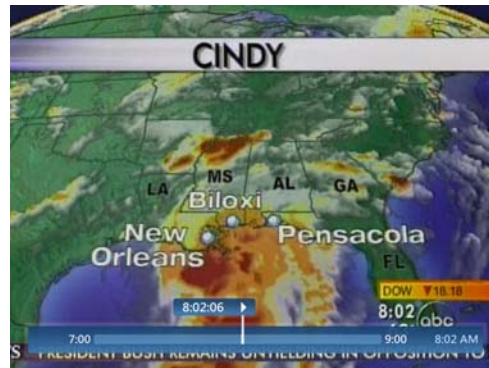 CINDY
MS
LA
AL
GA
Biloxi
New
Orleans
Pensacola
FL
DOW ▼18.18
8:02:06
8:02
abc
7:00
9:00
8:02 AM
S PRESIDENT BUSH REMAINS UNYIELDING IN OPPOSITION TO